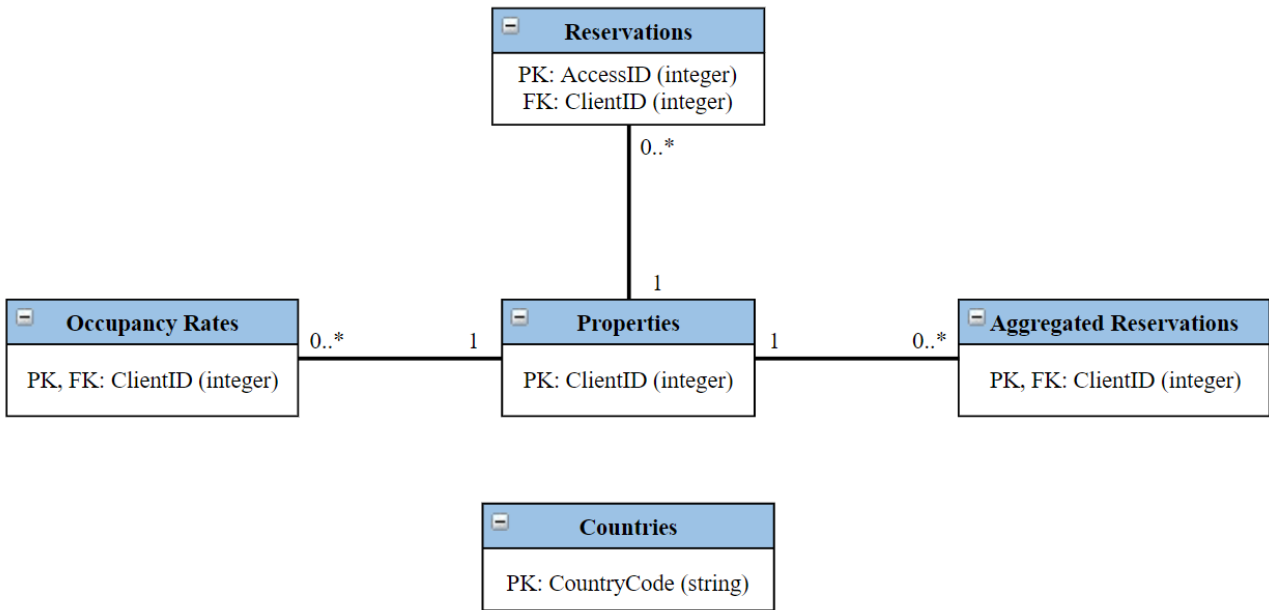 Reservations
PK: AccessID (integer)
FK: ClientID (integer)
0..*
1
Occupancy Rates
PK, FK: ClientID (integer)
0..*
1
Properties
PK: ClientID (integer)
1
0..*
Aggregated Reservations
PK, FK: ClientID (integer)
Countries
PK: CountryCode (string)